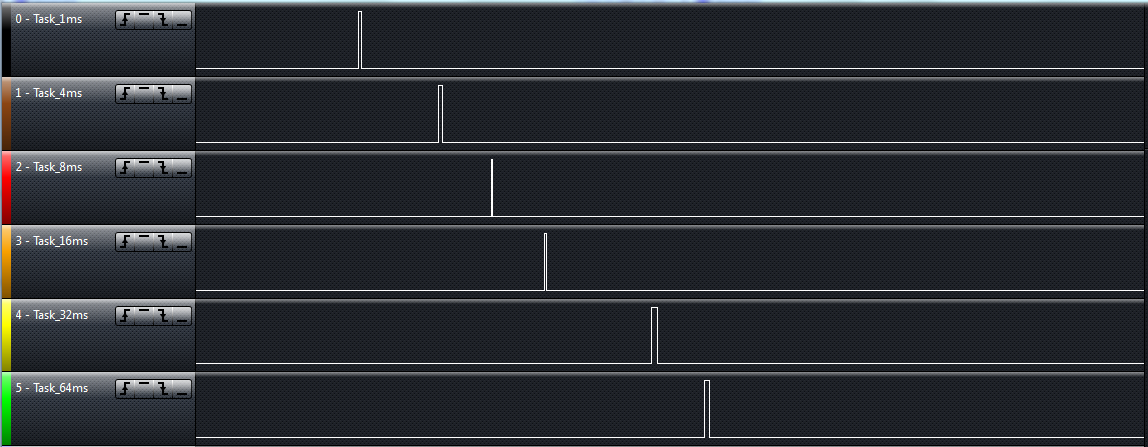 0 - Task_1ms
1 - Task_4ms
2 - Task_8ms
3 - Task_16ms
4 - Task_32ms
5 - Task_64ms